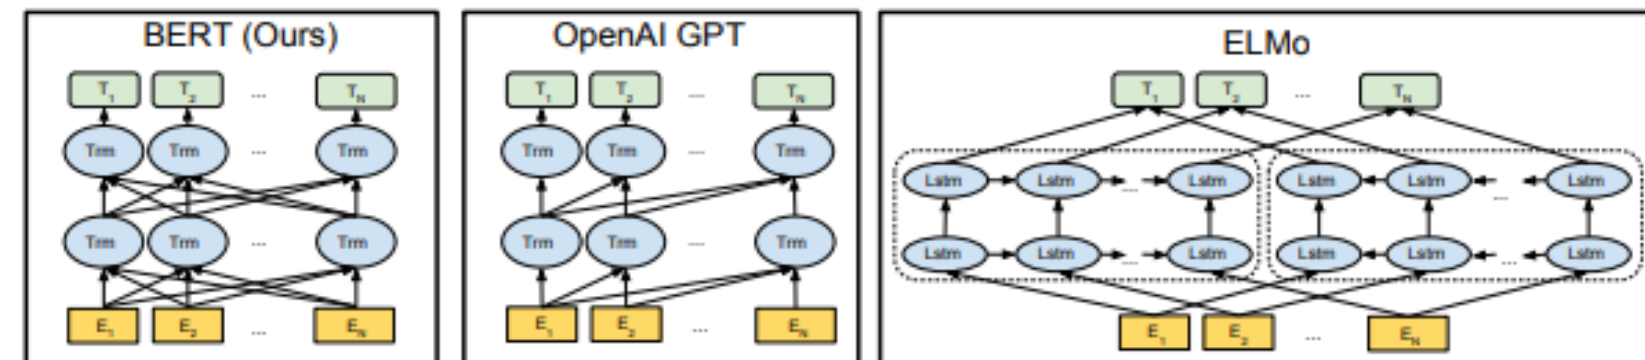 BERT (Ours)
T1 T2 ... TN
Trm Trm ... Trm
Trm Trm ... Trm
E1 E2 ... EN
OpenAI GPT
T1 T2 .... TN
Trm Trm .... Trm
Trm Trm .... Trm
E1 E2 ... EN
ELMo
T1 T2 ... TN
Lstm Lstm .... Lstm Lstm Lstm ... Lstm
Lstm Lstm .... Lstm Lstm Lstm ... Lstm
E1 E2 ... EN